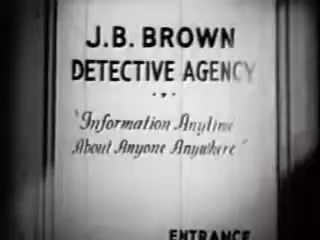 J.B. BROWN
DETECTIVE AGENCY
"Information Anytime
About Anyone Anywhere"
ENTRANCE